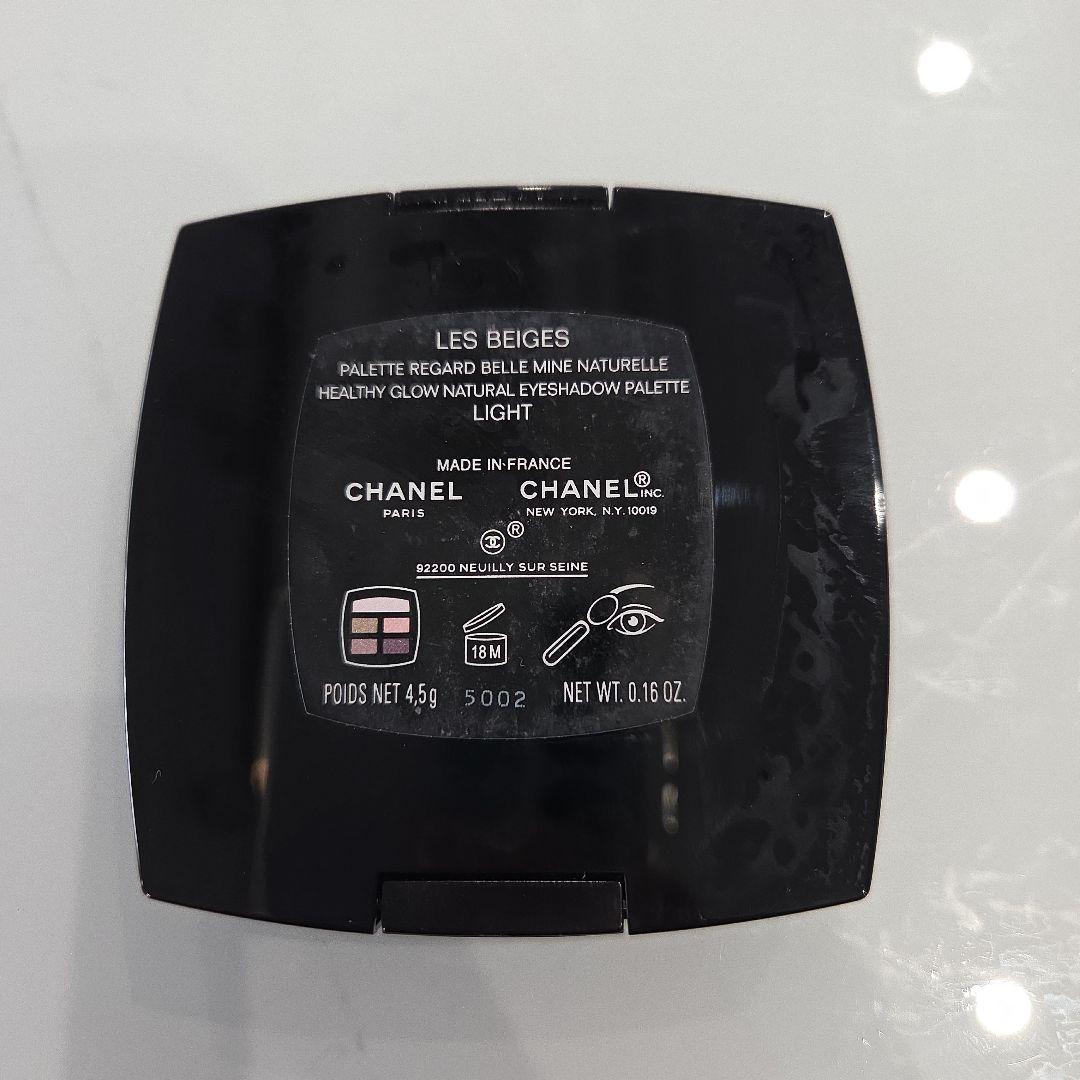 LES BEIGES
PALETTE REGARD BELLE MINE NATURELLE
HEALTHY GLOW NATURAL EYESHADOW PALETTE
LIGHT
MADE IN FRANCE
CHANEL CHANEL® INC.
PARIS NEW YORK, N.Y. 10019
®
92200 NEUILLY SUR SEINE
18M
POIDS NET 4,5g 5002 NET WT. 0.16 OZ.